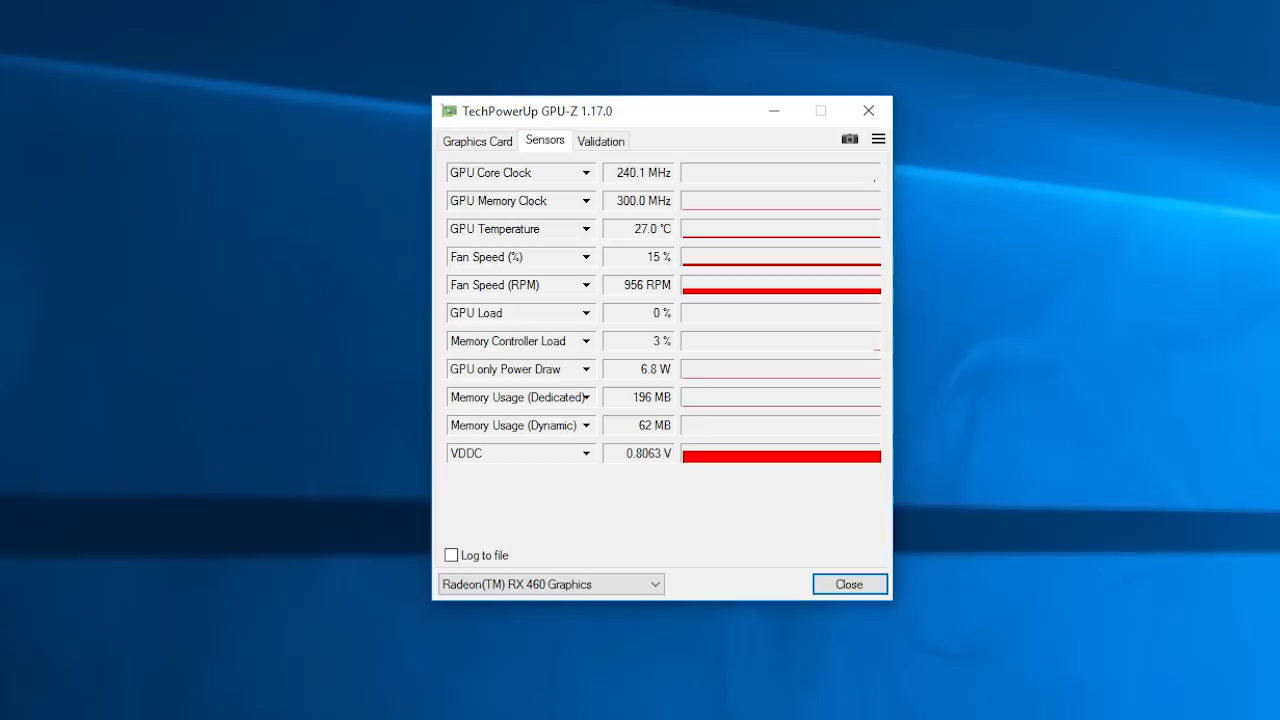 TechPowerUp GPU-Z 1.17.0
Graphics Card Sensors Validation
GPU Core Clock 240.1 MHz
GPU Memory Clock 300.0 MHz
GPU Temperature 27.0 °C
Fan Speed (%) 15 %
Fan Speed (RPM) 956 RPM
GPU Load 0 %
Memory Controller Load 3 %
GPU only Power Draw 6.8 W
Memory Usage (Dedicated) 196 MB
Memory Usage (Dynamic) 62 MB
VDDC 0.8063 V
Log to file
Radeon(TM) RX 460 Graphics Close